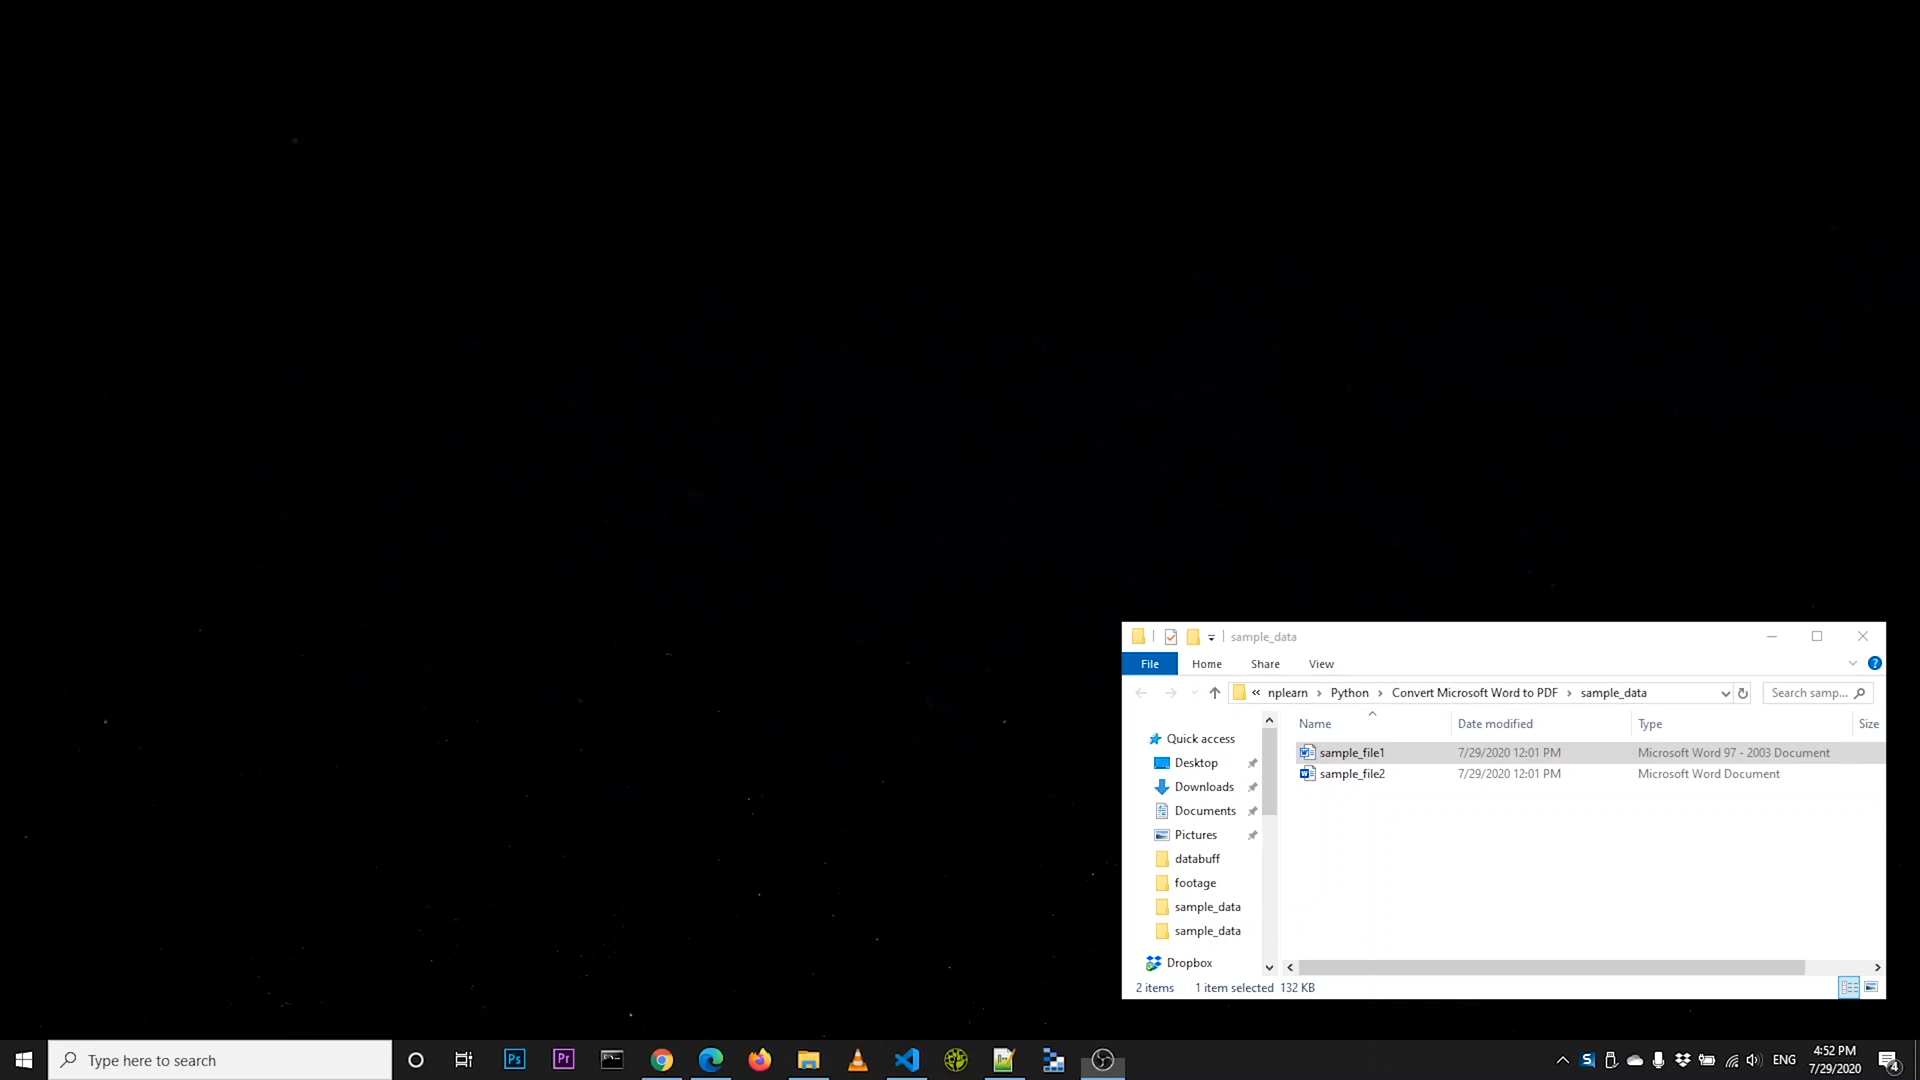 sample_data
File Home Share View
« nplearn › Python › Convert Microsoft Word to PDF › sample_data
Search samp...
Name Date modified Type Size
Quick access
Desktop
Downloads
Documents
Pictures
databuff
footage
sample_data
sample_data
Dropbox
sample_file1 7/29/2020 12:01 PM Microsoft Word 97 - 2003 Document
sample_file2 7/29/2020 12:01 PM Microsoft Word Document
2 items 1 item selected 132 KB
Type here to search
Ps
Pr
ENG
4:52 PM
7/29/2020
4